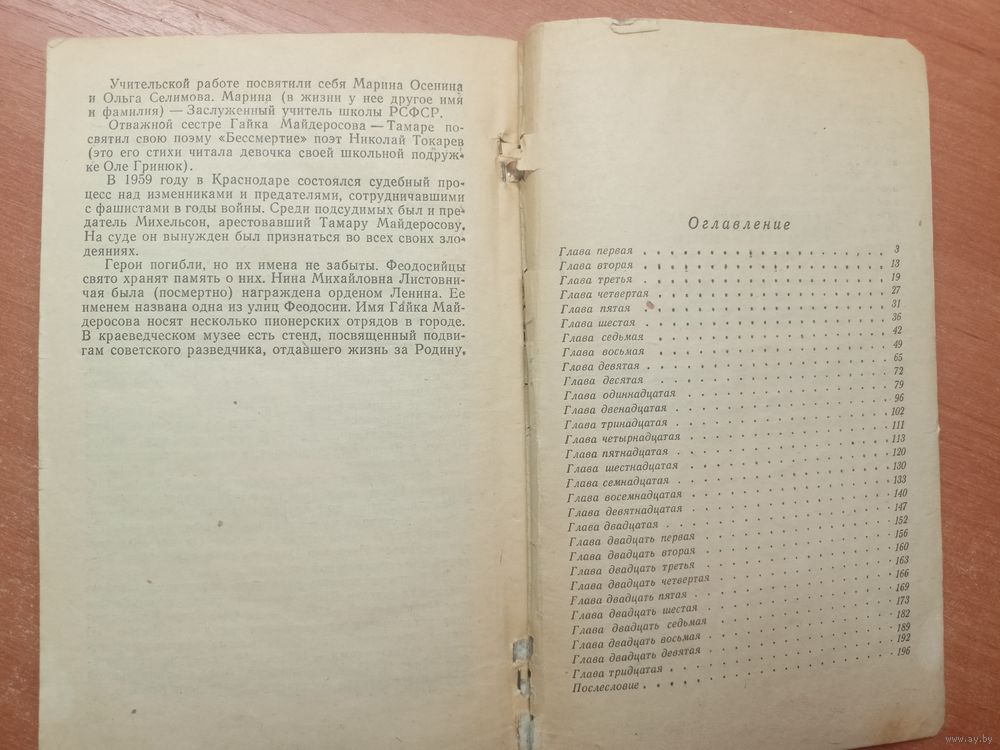 Учительской работе посвятили себя Марина Осенина
и Ольга Селимова. Марина (в жизни у нее другое имя
и фамилия) — Заслуженный учитель школы РСФСР.
Отважной сестре Гайка Майдеросова — Тамаре по-
святил свою поэму «Бессмертие» поэт Николай Токарев
(это его стихи читала девочка своей школьной подруж-
ке Оле Гринюк).
В 1959 году в Краснодаре состоялся судебный про-
цесс над изменниками и предателями, сотрудничавшими
с фашистами в годы войны. Среди подсудимых был и пре-
датель Михельсон, арестовавший Тамару Майдеросову.
На суде он вынужден был признаться во всех своих зло-
деяниях.
Герои погибли, но их имена не забыты. Феодосийцы
свято хранят память о них. Нина Михайловна Листовни-
чая была (посмертно) награждена орденом Ленина. Ее
именем названа одна из улиц Феодосии. Имя Гайка Май-
деросова носят несколько пионерских отрядов в городе.
В краеведческом музее есть стенд, посвященный подви-
гам советского разведчика, отдавшего жизнь за Родину.
Оглавление
Глава первая 3
Глава вторая 13
Глава третья 19
Глава четвертая 27
Глава пятая 31
Глава шестая 36
Глава седьмая 42
Глава восьмая 49
Глава девятая 65
Глава десятая 72
Глава одиннадцатая 79
Глава двенадцатая 96
Глава тринадцатая 102
Глава четырнадцатая 111
Глава пятнадцатая 113
Глава шестнадцатая 120
Глава семнадцатая 130
Глава восемнадцатая 133
Глава девятнадцатая 140
Глава двадцатая 147
Глава двадцать первая 152
Глава двадцать вторая 156
Глава двадцать третья 160
Глава двадцать четвертая 163
Глава двадцать пятая 166
Глава двадцать шестая 169
Глава двадцать седьмая 173
Глава двадцать восьмая 182
Глава двадцать девятая 189
Глава тридцатая 192
Послесловие 196
www.ay.by